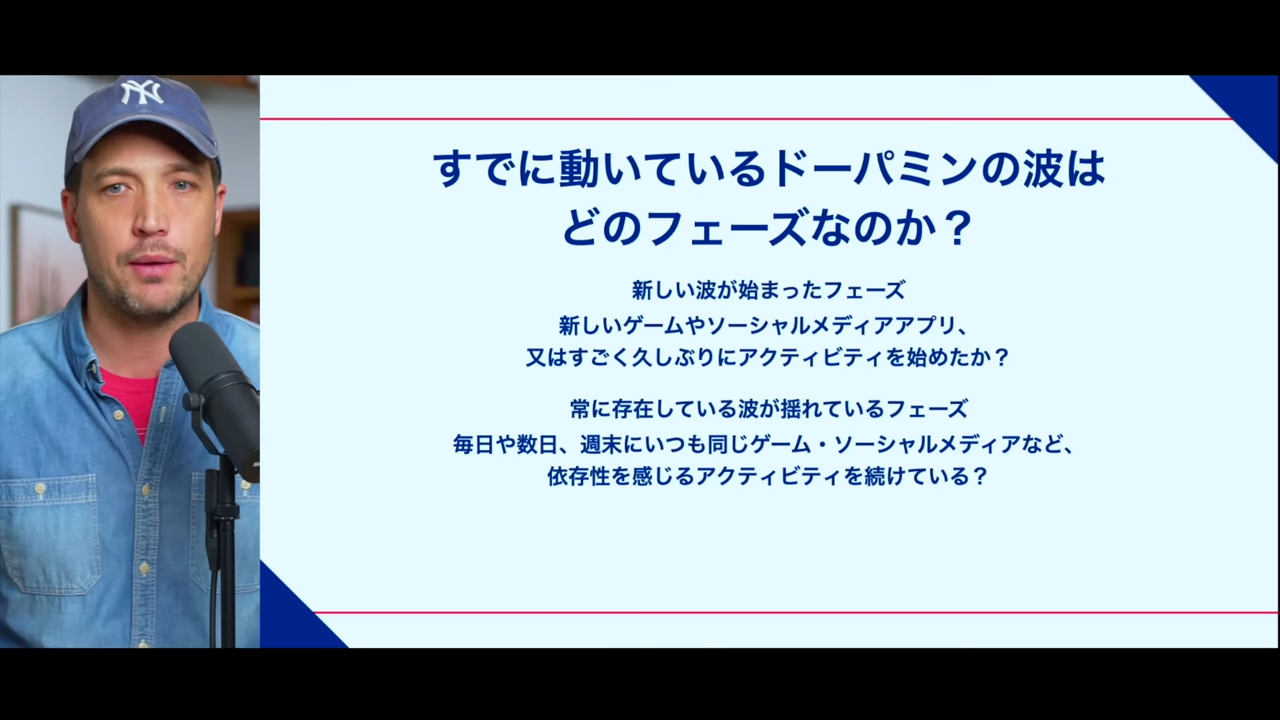 NY
すでに動いているドーパミンの波は
どのフェーズなのか？
新しい波が始まったフェーズ
新しいゲームやソーシャルメディアアプリ、
又はすごく久しぶりにアクティビティを始めたか？
常に存在している波が揺れているフェーズ
毎日や数日、週末にいつも同じゲーム・ソーシャルメディアなど、
依存性を感じるアクティビティを続けている？